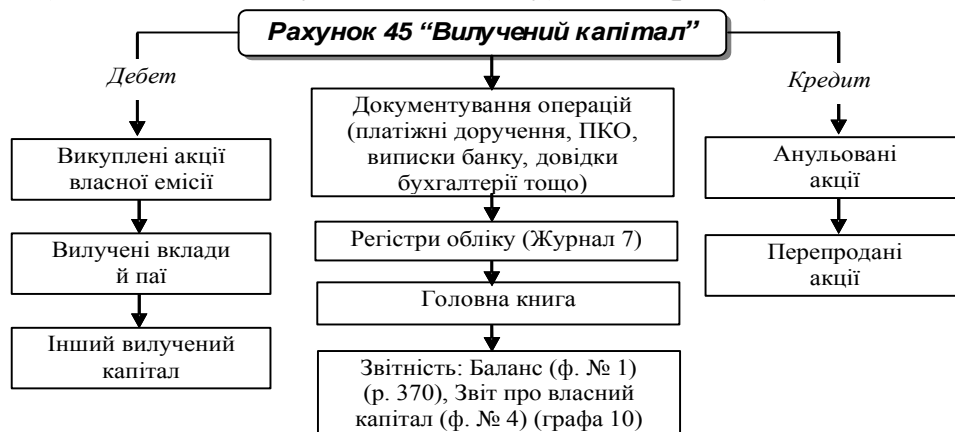 Рахунок 45 “Вилучений капітал”
Дебет
Викуплені акції
власної емісії
Вилучені вклади
й паї
Інший вилучений
капітал
Документування операцій
(платіжні доручення, ПКО,
виписки банку, довідки
бухгалтерії тощо)
Регістри обліку (Журнал 7)
Головна книга
Звітність: Баланс (ф. № 1)
(р. 370), Звіт про власний
капітал (ф. № 4) (графа 10)
Кредит
Анульовані
акції
Перепродані
акції